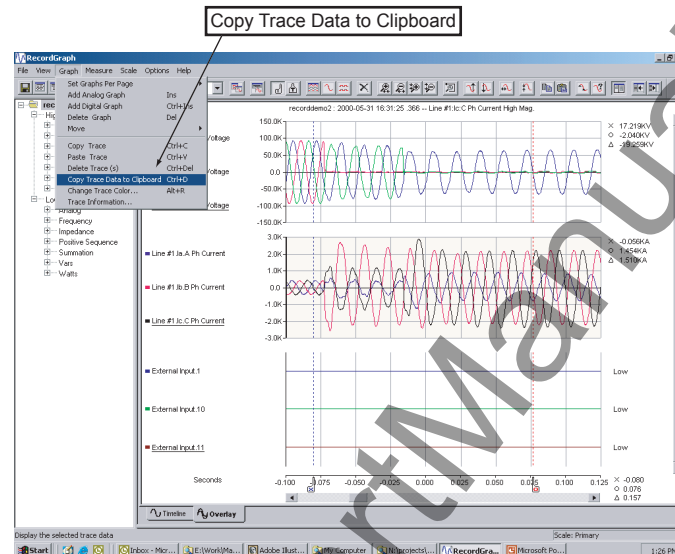 Copy Trace Data to Clipboard
RecordGraph
File View Graph Measure Scale Options Help
Set Graphs Per Page
Add Analog Graph Ins
Add Digital Graph Ctrl+Ins
Delete Graph Del
Move
Copy Trace Ctrl+C
Paste Trace Ctrl+V
Delete Trace (s) Ctrl+Del
Copy Trace Data to Clipboard Ctrl+D
Change Trace Color... Alt+R
Trace Information...
Analog
Frequency
Impedance
Positive Sequence
Summation
Vars
Watts
recorddemo2 : 2000-05-31 16:31:25 .366 -- Line #1:Ic:C Ph Current High Mag.
150.0K
100.0K
50.0K
0.0
-50.0K
-100.0K
-150.0K
Voltage
Voltage
× 17.219KV
○ -2.040KV
△ -19.259KV
Line #1.Ia.A Ph Current
Line #1.Ib.B Ph Current
Line #1.Ic.C Ph Current
3.0K
2.0K
1.0K
0.0
-1.0K
-2.0K
-3.0K
× -0.056KA
○ 1.454KA
△ 1.510KA
External Input.1
Low
External Input.10
Low
External Input.11
Low
Seconds
-0.100 -0.075 -0.050 -0.025 0.000 0.025 0.050 0.075 0.100 0.125
× -0.080
○ 0.076
△ 0.157
Timeline Overlay
Display the selected trace data
Scale: Primary
Start
Inbox - Micr...
E:\Work\Ma...
Adobe Illust...
My Computer
N:\projects\...
RecordGra...
Microsoft Po...
1:26 PM